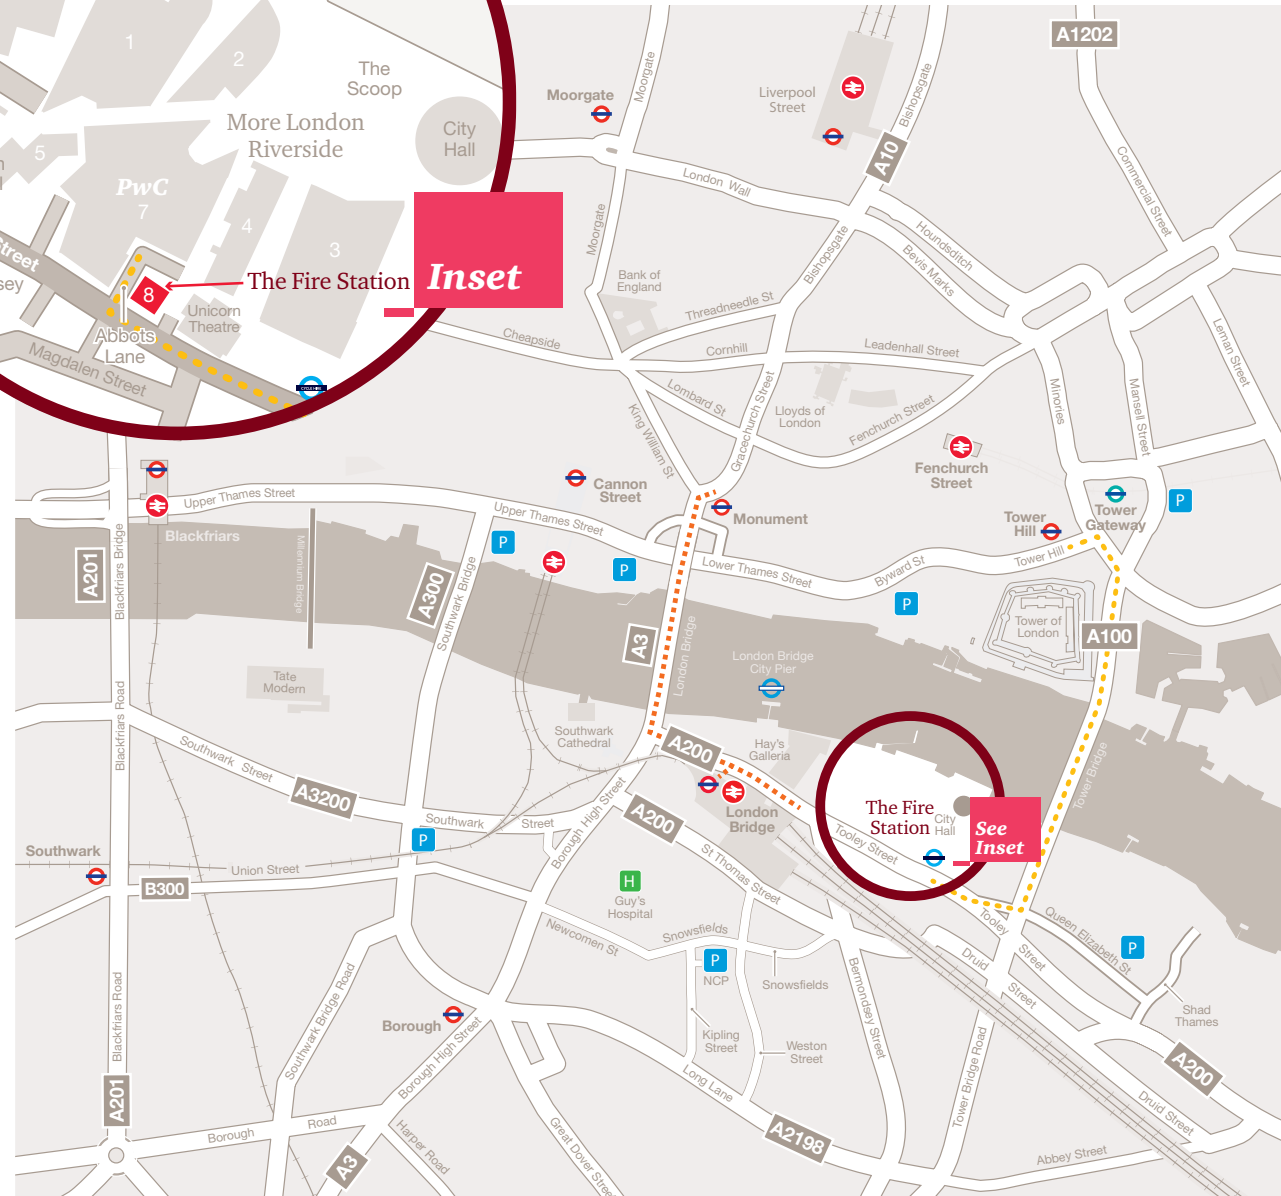 1
2
The
Scoop
City
Hall
More London
Riverside
5
PwC
7
4
3
The Fire Station
8
Unicorn
Theatre
Abbots
Lane
Magdalen Street
CYCLE HIRE
Inset
A1202
Moorgate
Moorgate
Moorgate
Liverpool
Street
Bishopsgate
A10
Bishopsgate
London Wall
Commercial Street
Houndsditch
Bevis Marks
Bank of
England
Threadneedle St
Cheapside
Cornhill
Leadenhall Street
Leman Street
Lombard St
Lloyds of
London
Fenchurch Street
Minories
Mansell Street
King William St
Gracechurch Street
Fenchurch
Street
Cannon
Street
Monument
Upper Thames Street
Upper Thames Street
Blackfriars
P
P
P
P
Tower
Gateway
Tower
Hill
Tower Hill
Lower Thames Street
Byward St
A201
Blackfriars Bridge
Millennium Bridge
A300
Southwark Bridge
A3
London Bridge
Tower of
London
A100
London Bridge
City Pier
Tate
Modern
Blackfriars Road
Southwark
Cathedral
Hay's
Galleria
A200
Tower Bridge
Southwark Street
A3200
Southwark
Street
Borough High Street
A200
London
Bridge
The Fire
Station
City
Hall
See
Inset
Tooley Street
P
Southwark
Union Street
B300
St Thomas Street
H
Guy's
Hospital
Newcomen St
Snowsfields
P
NCP
Snowsfields
Tooley
Street
Queen Elizabeth St
P
Druid
Street
Shad
Thames
Blackfriars Road
Southwark Bridge Road
Borough
Borough High Street
Kipling
Street
Weston
Street
Bermondsey Street
Tower Bridge Road
A200
Long Lane
A201
Druid Street
Borough
Road
A3
Harper Road
Great Dover Street
A2198
Abbey Street